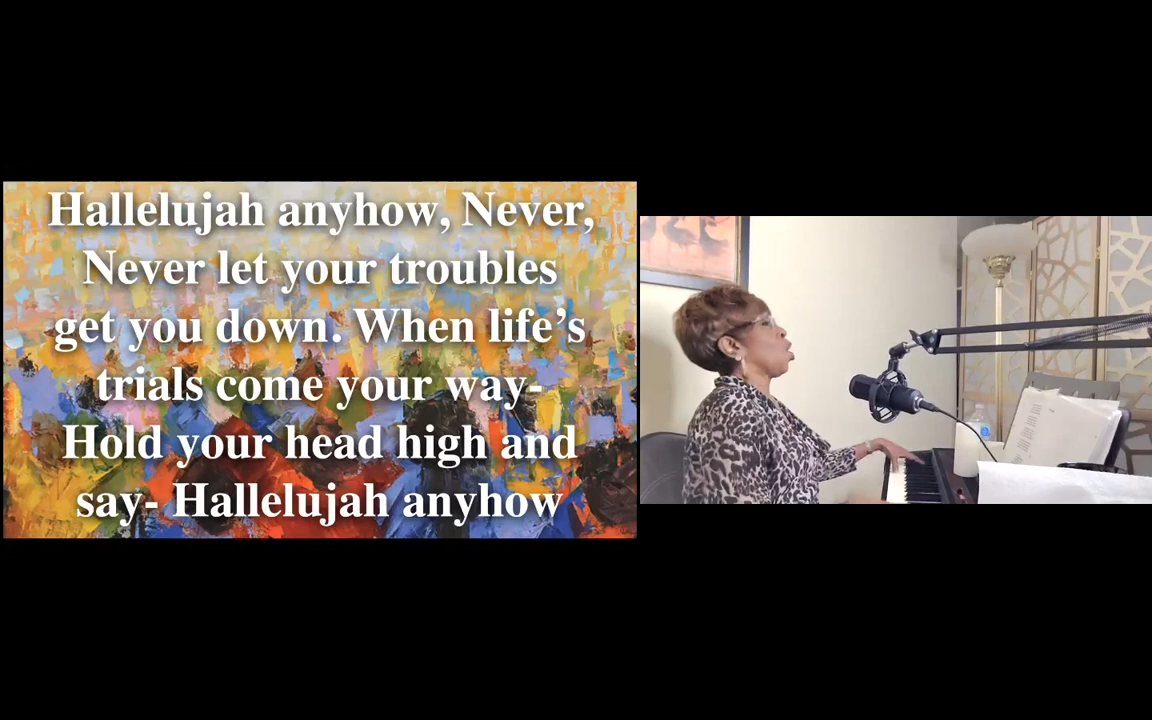 Hallelujah anyhow, Never,
Never let your troubles
get you down. When life’s
trials come your way-
Hold your head high and
say- Hallelujah anyhow